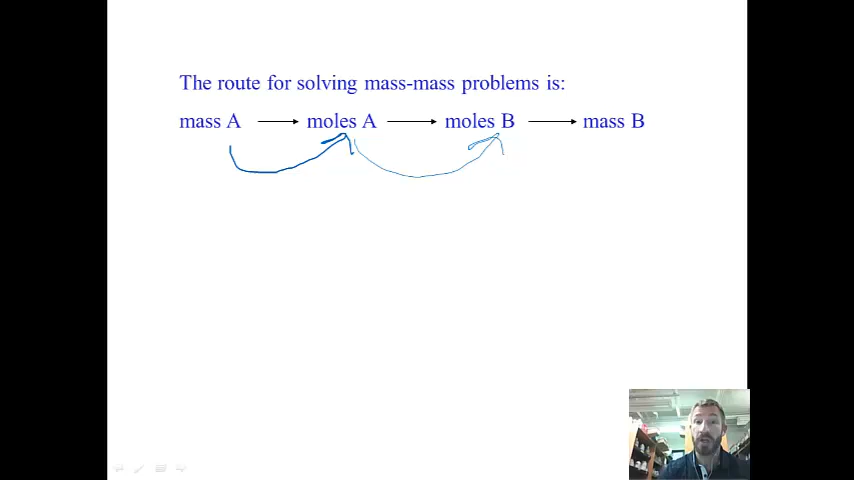 The route for solving mass-mass problems is:
mass A → moles A → moles B → mass B